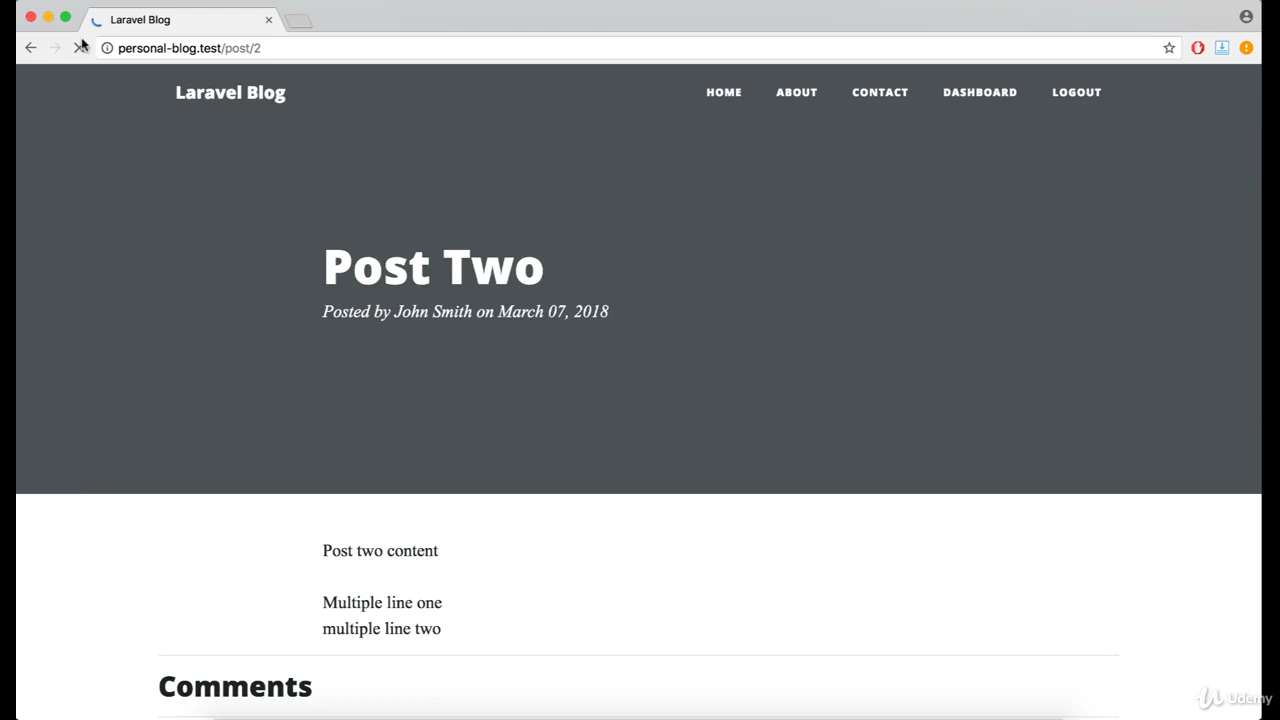 Laravel Blog
personal-blog.test/post/2
Laravel Blog
HOME ABOUT CONTACT DASHBOARD LOGOUT
Post Two
Posted by John Smith on March 07, 2018
Post two content
Multiple line one
multiple line two
Comments
Udemy